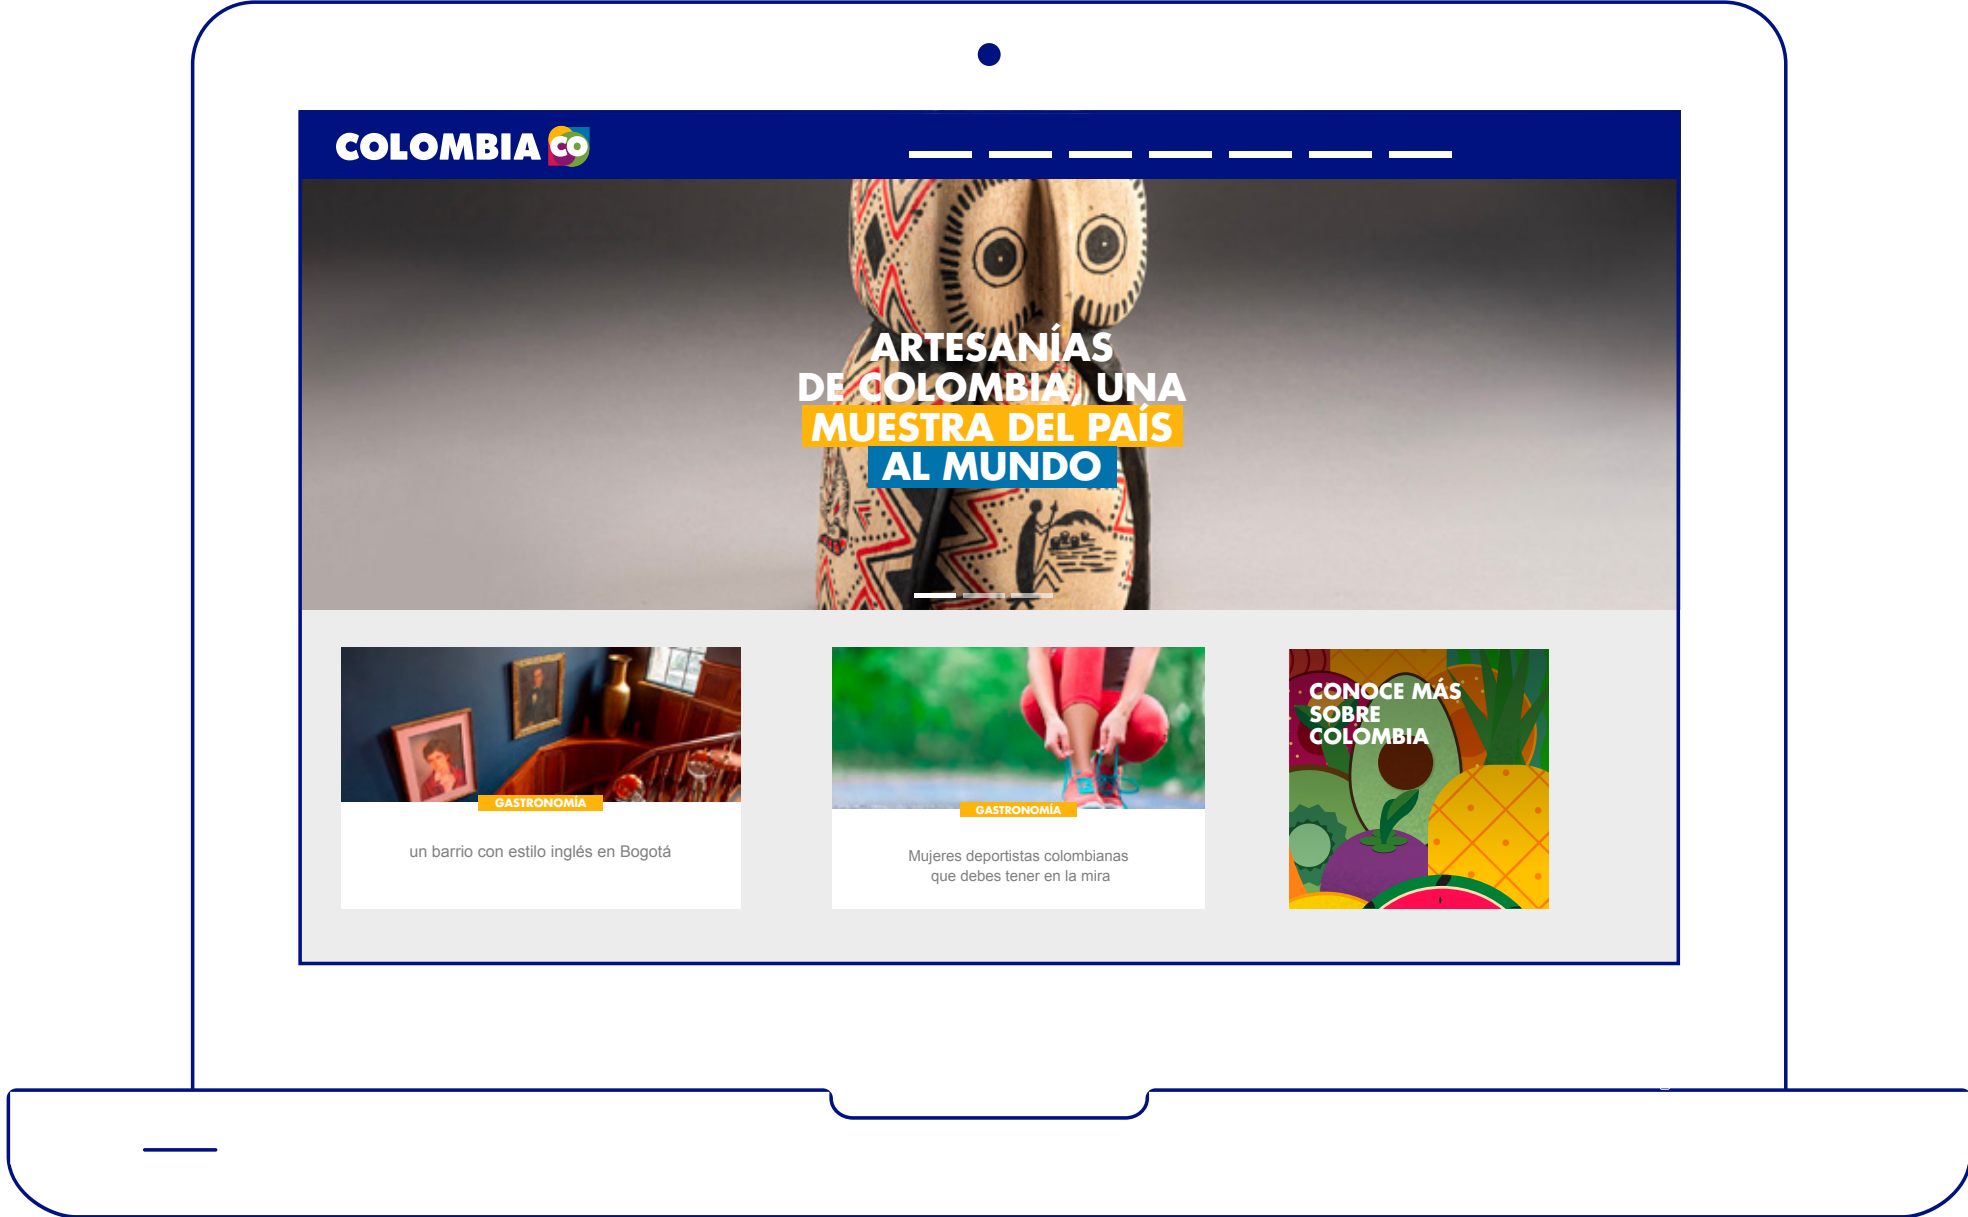 COLOMBIA CO
ARTESANÍAS
DE COLOMBIA, UNA
MUESTRA DEL PAÍS
AL MUNDO
GASTRONOMÍA
un barrio con estilo inglés en Bogotá
GASTRONOMÍA
Mujeres deportistas colombianas
que debes tener en la mira
CONOCE MÁS
SOBRE
COLOMBIA